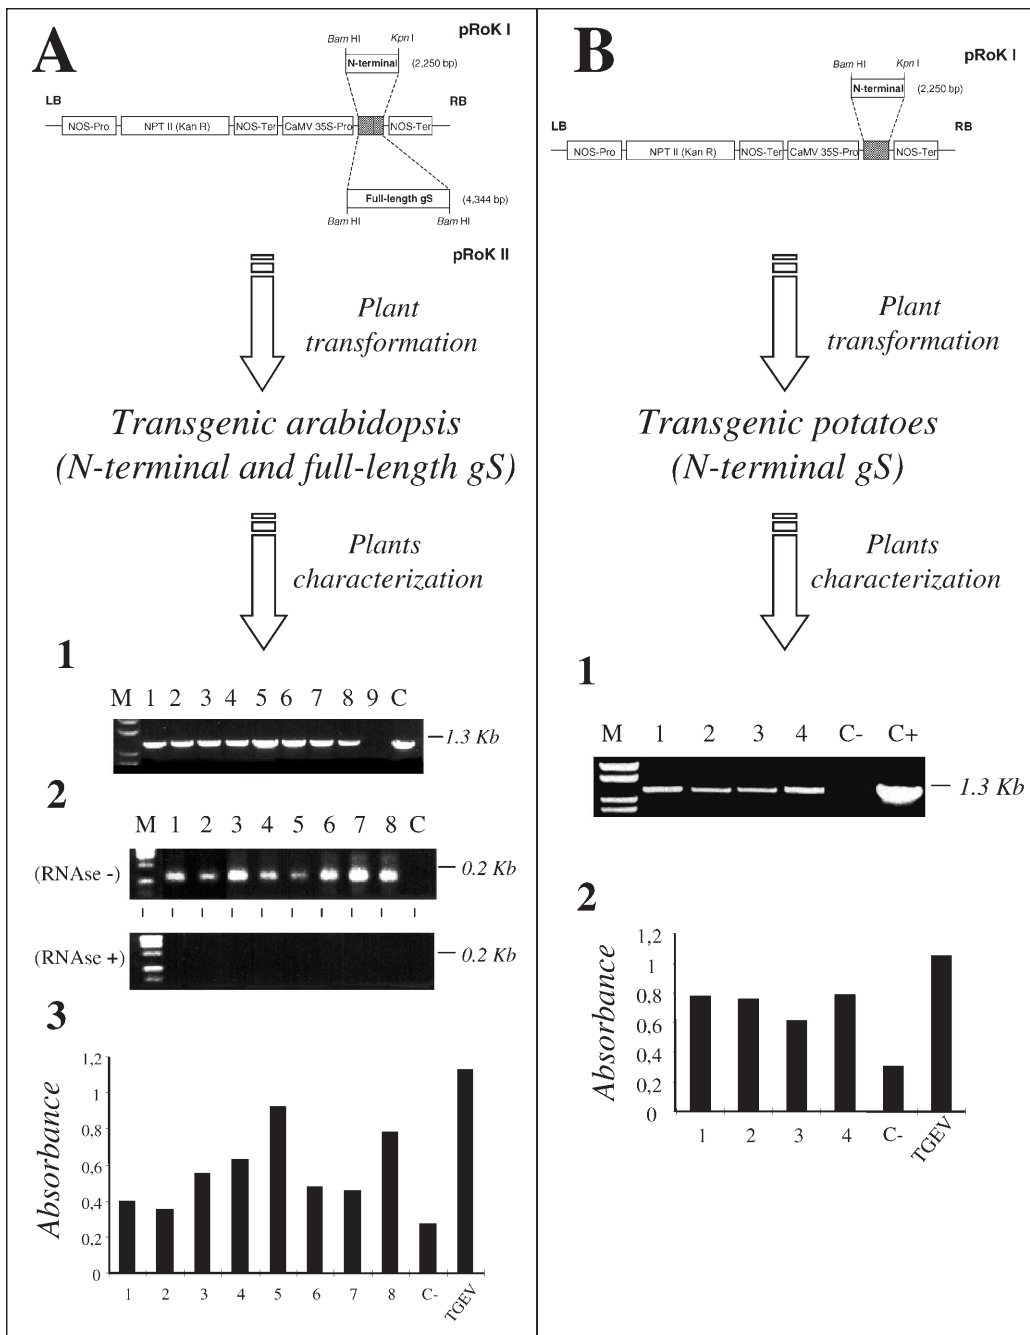 A
pRoK I
Bam HI Kpn I
N-terminal (2,250 bp)
LB RB
NOS-Pro NPT II (Kan R) NOS-Ter CaMV 35S-Pro NOS-Ter
Full-length gS (4,344 bp)
Bam HI Bam HI
pRoK II
Plant
transformation
Transgenic arabidopsis
(N-terminal and full-length gS)
Plants
characterization
1
M 1 2 3 4 5 6 7 8 9 C
1.3 Kb
2
M 1 2 3 4 5 6 7 8 C
(RNAse -) 0.2 Kb
(RNAse +) 0.2 Kb
3
Absorbance
1,2
1
0,8
0,6
0,4
0,2
0
1 2 3 4 5 6 7 8 C- TGEV
B
pRoK I
Bam HI Kpn I
N-terminal (2,250 bp)
LB RB
NOS-Pro NPT II (Kan R) NOS-Ter CaMV 35S-Pro NOS-Ter
Plant
transformation
Transgenic potatoes
(N-terminal gS)
Plants
characterization
1
M 1 2 3 4 C- C+
1.3 Kb
2
Absorbance
1,2
1
0,8
0,6
0,4
0,2
0
1 2 3 4 C- TGEV